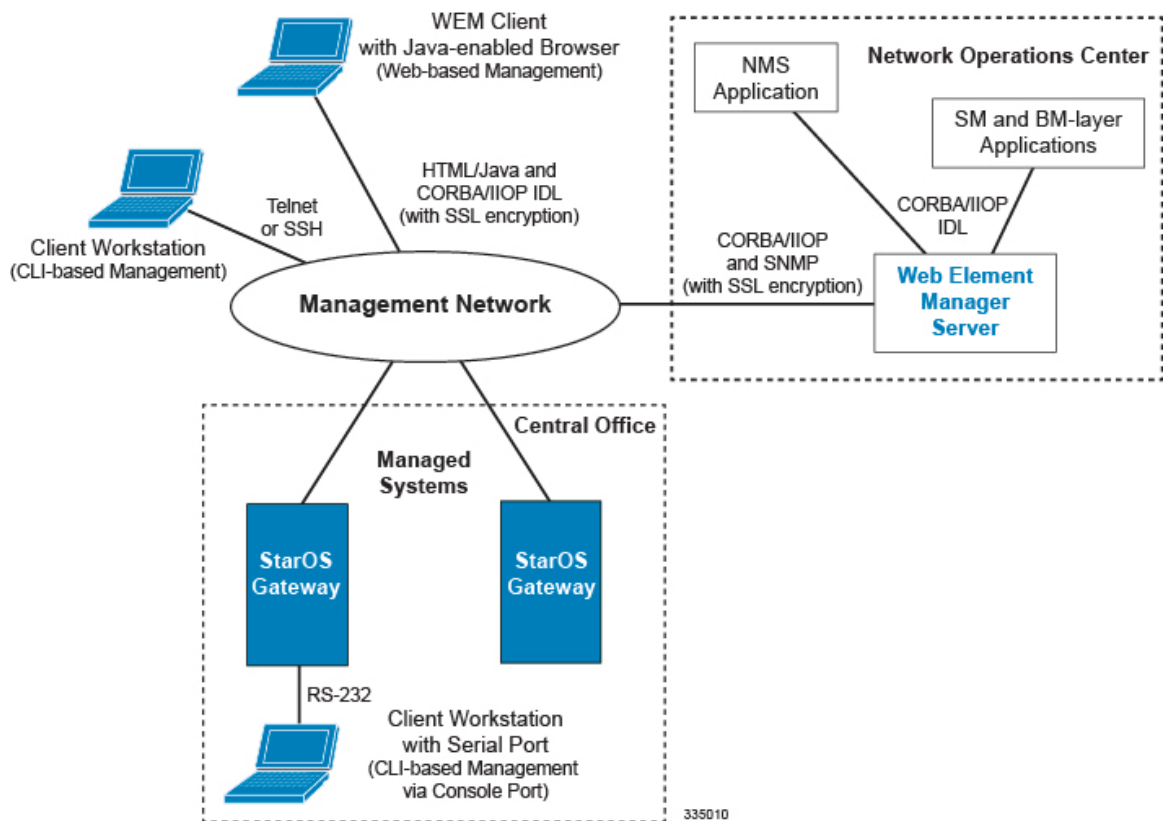 WEM Client
with Java-enabled Browser
(Web-based Management)
Network Operations Center
NMS
Application
SM and BM-layer
Applications
HTML/Java and
CORBA/IIOP IDL
(with SSL encryption)
Telnet
or SSH
Client Workstation
(CLI-based Management)
CORBA/IIOP
IDL
CORBA/IIOP
and SNMP
(with SSL encryption)
Web Element
Manager
Server
Management Network
Central Office
Managed
Systems
StarOS
Gateway
StarOS
Gateway
RS-232
Client Workstation
with Serial Port
(CLI-based Management
via Console Port)
335010